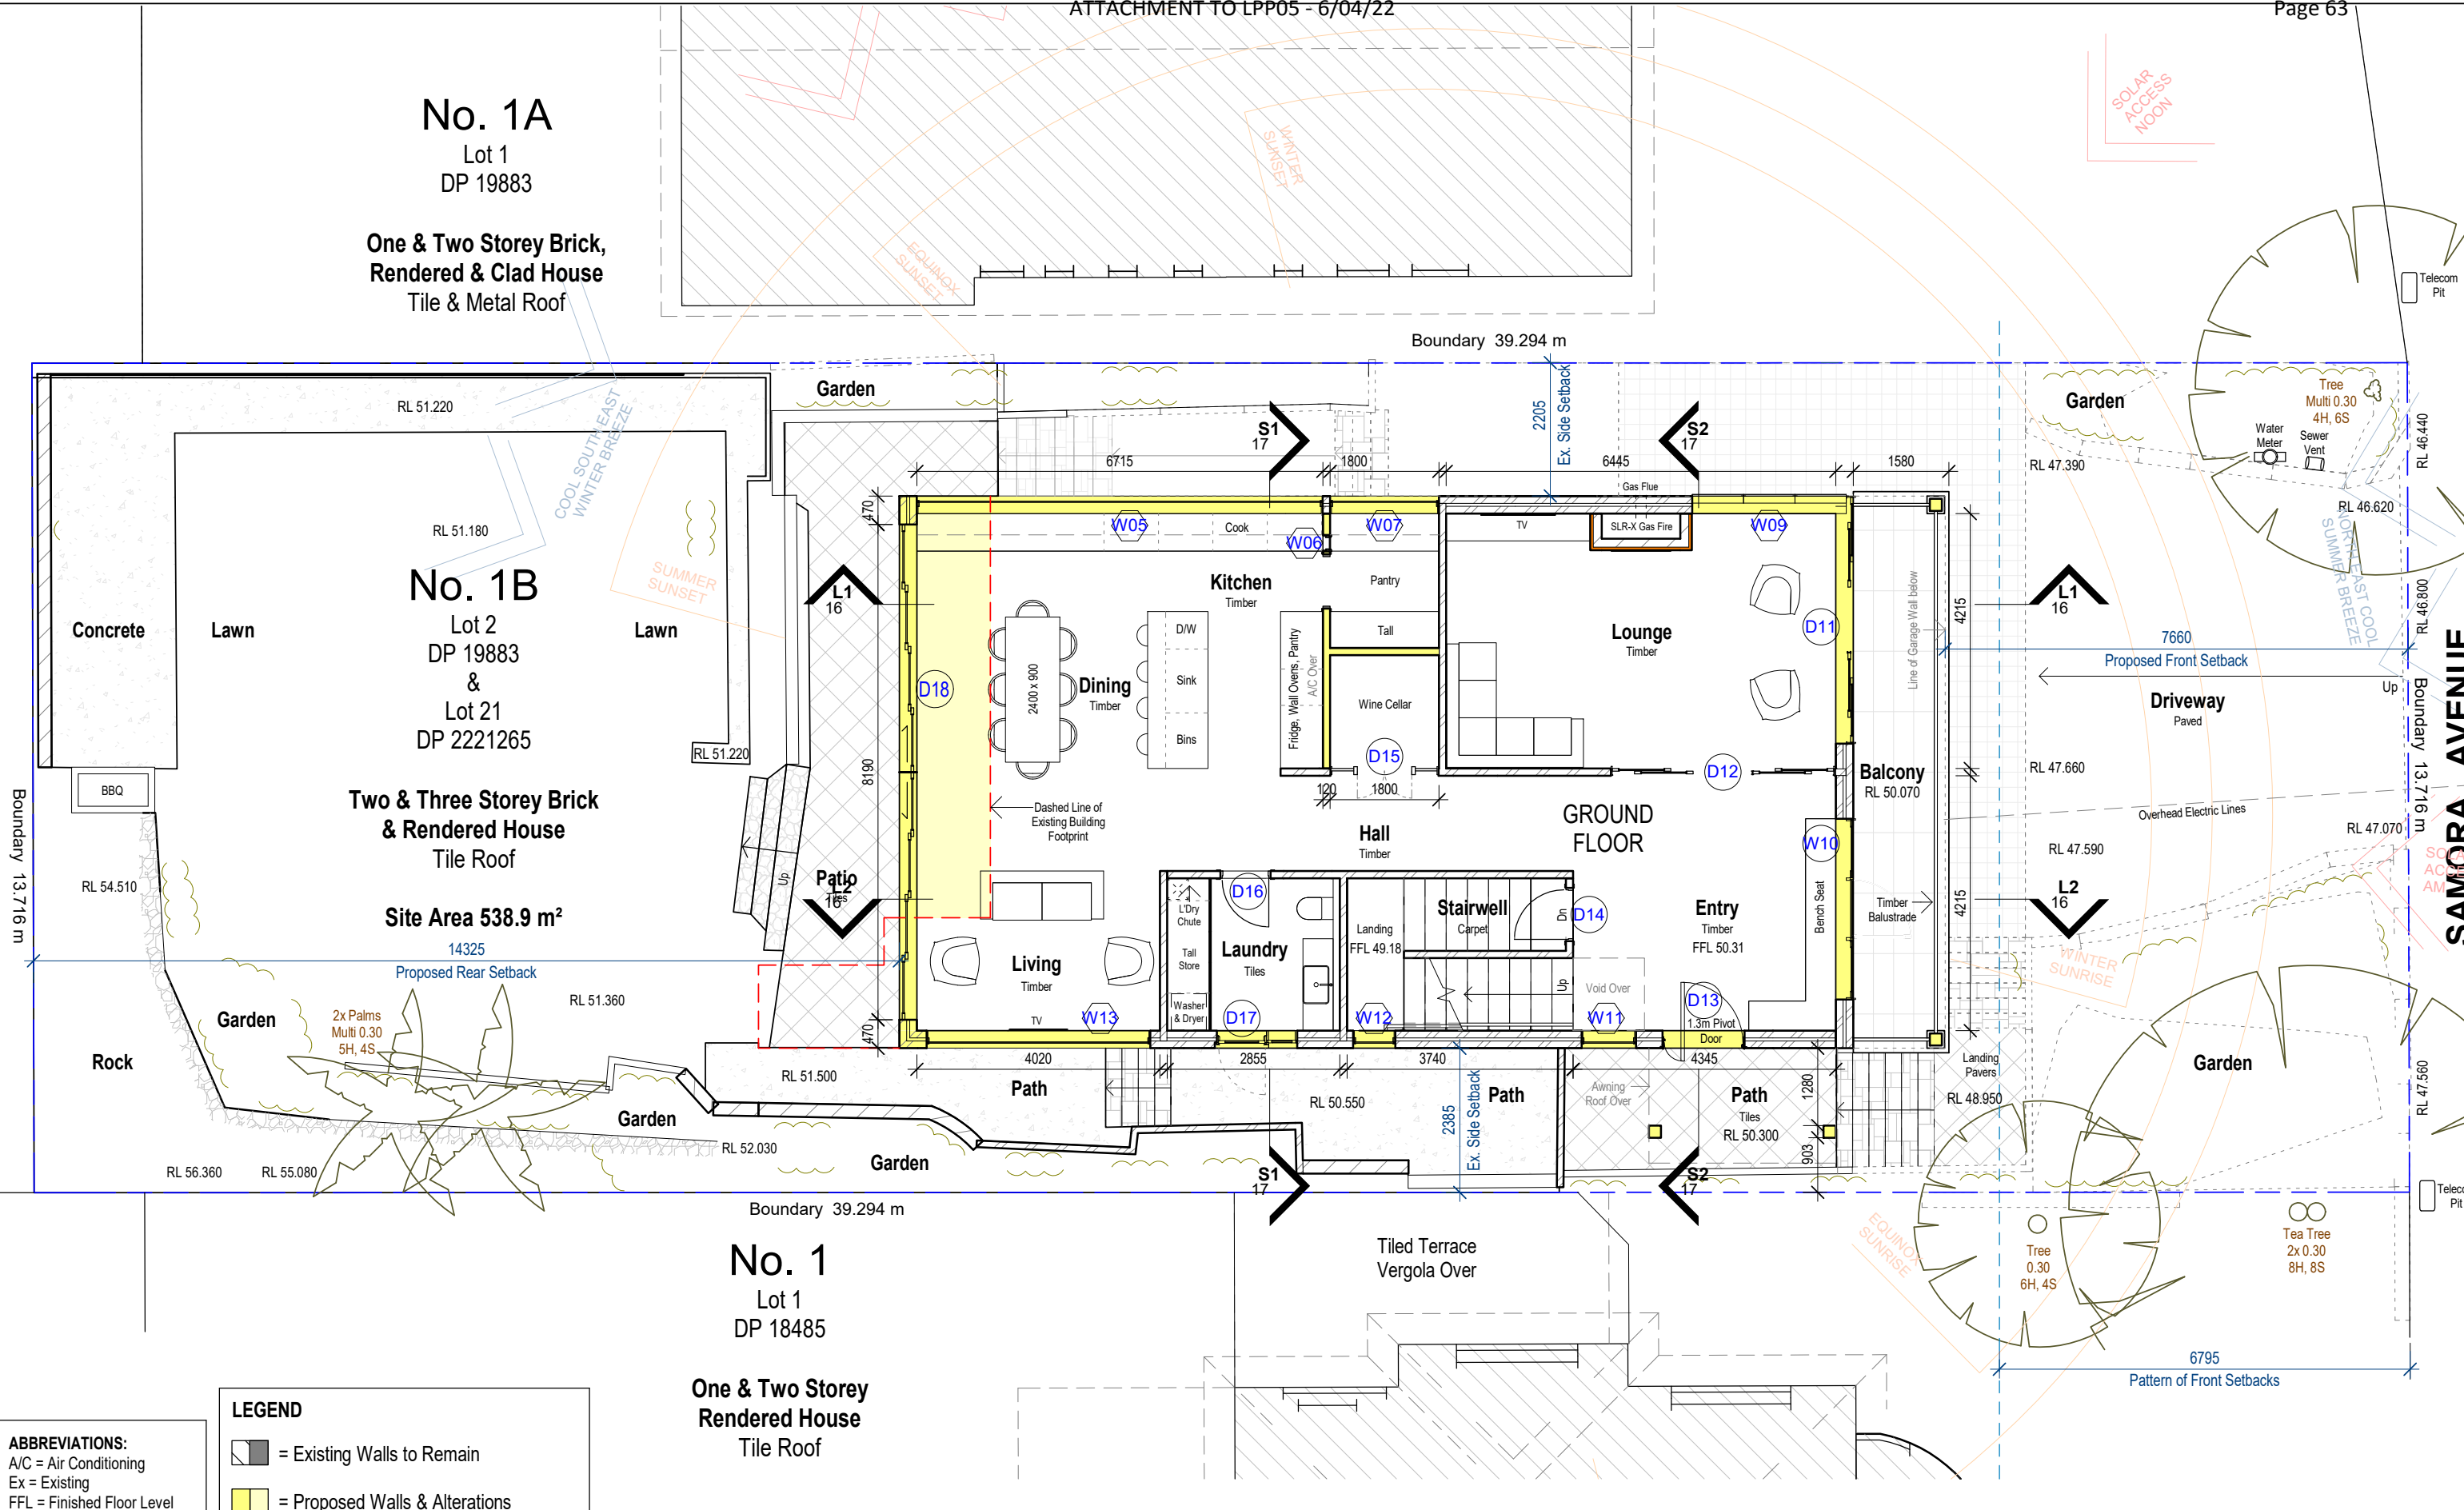 ATTACHMENT TO LPP05 - 6/04/22
Page 63
No. 1A
Lot 1
DP 19883
One & Two Storey Brick,
Rendered & Clad House
Tile & Metal Roof
WINTER
SUNSET
EQUINOX
SUNSET
SOLAR
ACCESS
NOON
Telecom
Pit
Boundary 39.294 m
Garden
RL 51.220
COOL SOUTH EAST
WINTER BREEZE
S1
17
2205
Ex. Side Setback
S2
17
Garden
Tree
Multi 0.30
4H, 6S
Water
Meter
Sewer
Vent
RL 46.440
6715
1800
6445
1580
RL 47.390
Gas Flue
RL 46.620
NORTH EAST COOL
SUMMER BREEZE
470
RL 51.180
W05
Cook
W06
W07
TV
SLR-X Gas Fire
W09
SUMMER
SUNSET
No. 1B
Lot 2
DP 19883
&
Lot 21
DP 2221265
Two & Three Storey Brick
& Rendered House
Tile Roof
Site Area 538.9 m²
14325
Proposed Rear Setback
Concrete
Lawn
Lawn
L1
16
Kitchen
Timber
Pantry
Tall
D/W
Sink
Bins
Fridge, Wall Ovens, Pantry
A/C Over
Wine Cellar
D15
Lounge
Timber
D11
Line of Garage Wall below
4215
L1
16
RL 46.800
7660
Proposed Front Setback
Up
Driveway
Paved
Boundary 13.716 m
SAMORA AVENUE
D18
2400 x 900
Dining
Timber
RL 51.220
BBQ
8190
120
1800
D12
Balcony
RL 50.070
RL 47.660
Overhead Electric Lines
RL 47.070
Dashed Line of
Existing Building
Footprint
Hall
Timber
GROUND
FLOOR
W10
RL 47.590
Boundary 13.716 m
RL 54.510
Up
Patio
L2
16
D16
L'Dry
Chute
Tall
Store
Washer
& Dryer
Laundry
Tiles
Landing
FFL 49.18
Stairwell
Carpet
Dn
D14
Entry
Timber
FFL 50.31
Bench Seat
Timber
Balustrade
4215
L2
16
WINTER
SUNRISE
Living
Timber
TV
W13
D17
W12
Up
Void Over
W11
D13
1.3m Pivot
Door
RL 51.360
Garden
2x Palms
Multi 0.30
5H, 4S
Rock
470
4020
2855
3740
4345
RL 51.500
Path
RL 50.550
2385
Ex. Side Setback
Path
Awning
Roof Over
Path
Tiles
RL 50.300
1280
903
Landing
Pavers
RL 48.950
Garden
RL 47.560
Garden
RL 52.030
Garden
RL 56.360
RL 55.080
S1
17
S2
17
Boundary 39.294 m
No. 1
Lot 1
DP 18485
One & Two Storey
Rendered House
Tile Roof
Tiled Terrace
Vergola Over
EQUINOX
SUNRISE
Tree
0.30
6H, 4S
Tea Tree
2x 0.30
8H, 8S
Pit
6795
Pattern of Front Setbacks
LEGEND
= Existing Walls to Remain
= Proposed Walls & Alterations
ABBREVIATIONS:
A/C = Air Conditioning
Ex = Existing
FFL = Finished Floor Level